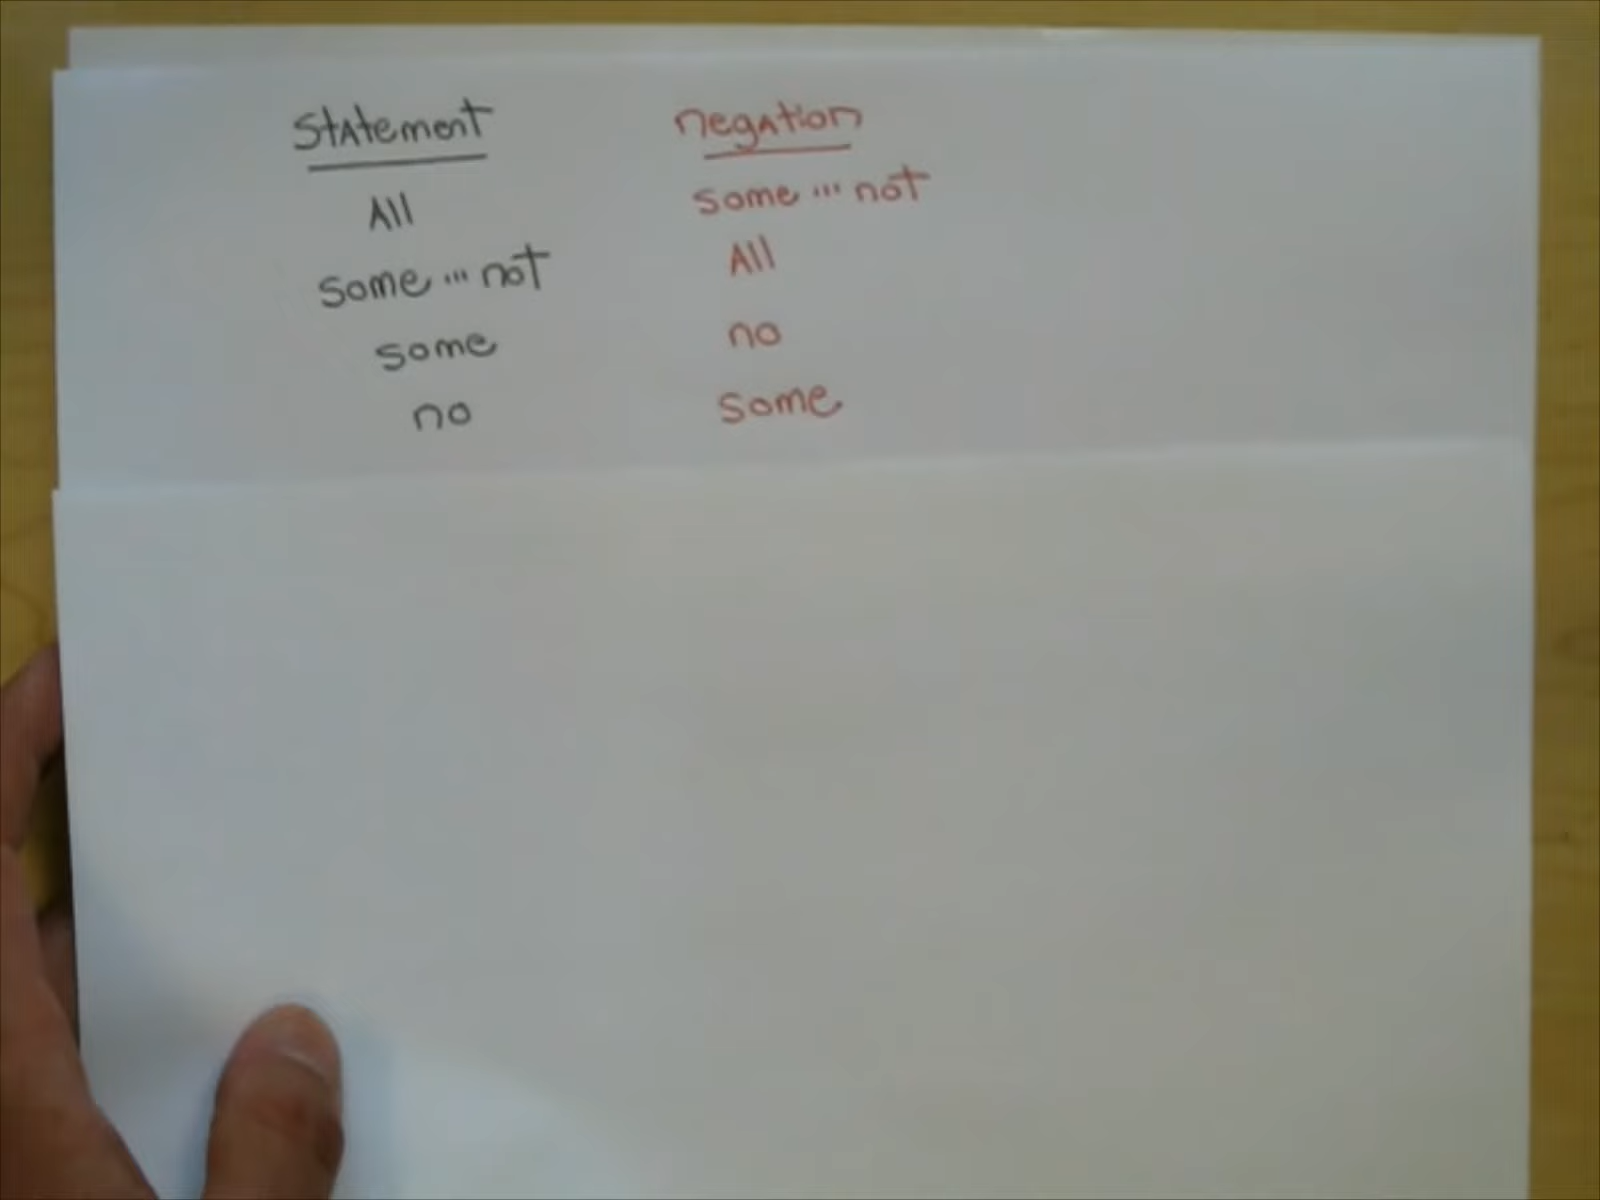 Statement negation
All some ... not
some ... not All
some no
no some